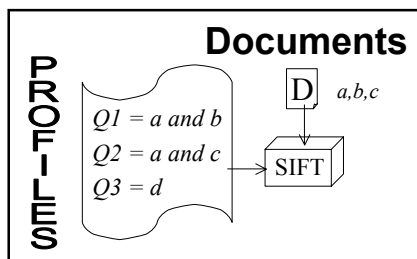 Documents
PROFILES
Q1 = a and b
Q2 = a and c
Q3 = d
D
a,b,c
SIFT